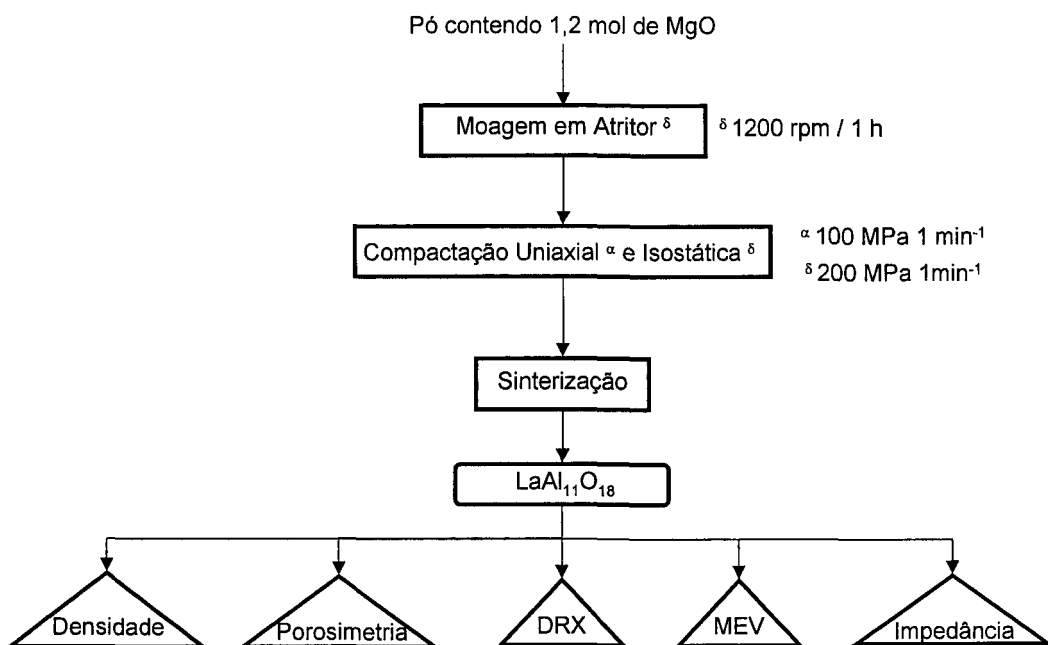 Pó contendo 1,2 mol de MgO
Moagem em Atritor ᵟ
ᵟ 1200 rpm / 1 h
Compactação Uniaxial ᵅ e Isostática ᵟ
ᵅ 100 MPa 1 min⁻¹
ᵟ 200 MPa 1min⁻¹
Sinterização
LaAl₁₁O₁₈
Densidade
Porosimetria
DRX
MEV
Impedância